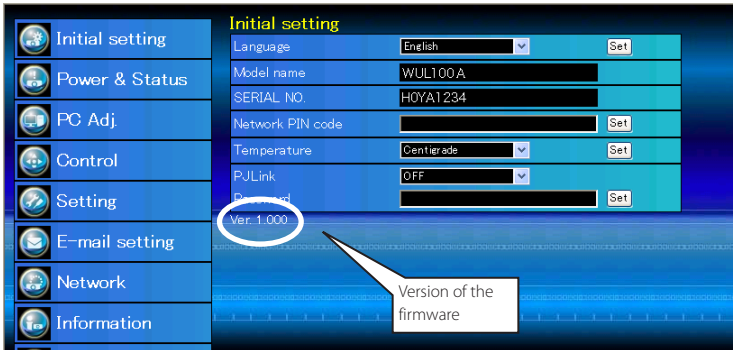 Initial setting
Power & Status
PC Adj.
Control
Setting
E-mail setting
Network
Information
Initial setting
Language English Set
Model name WUL100A
SERIAL NO. H0YA1234
Network PIN code Set
Temperature Centigrade Set
PJLink OFF
Password Set
Ver. 1.000
Version of the
firmware